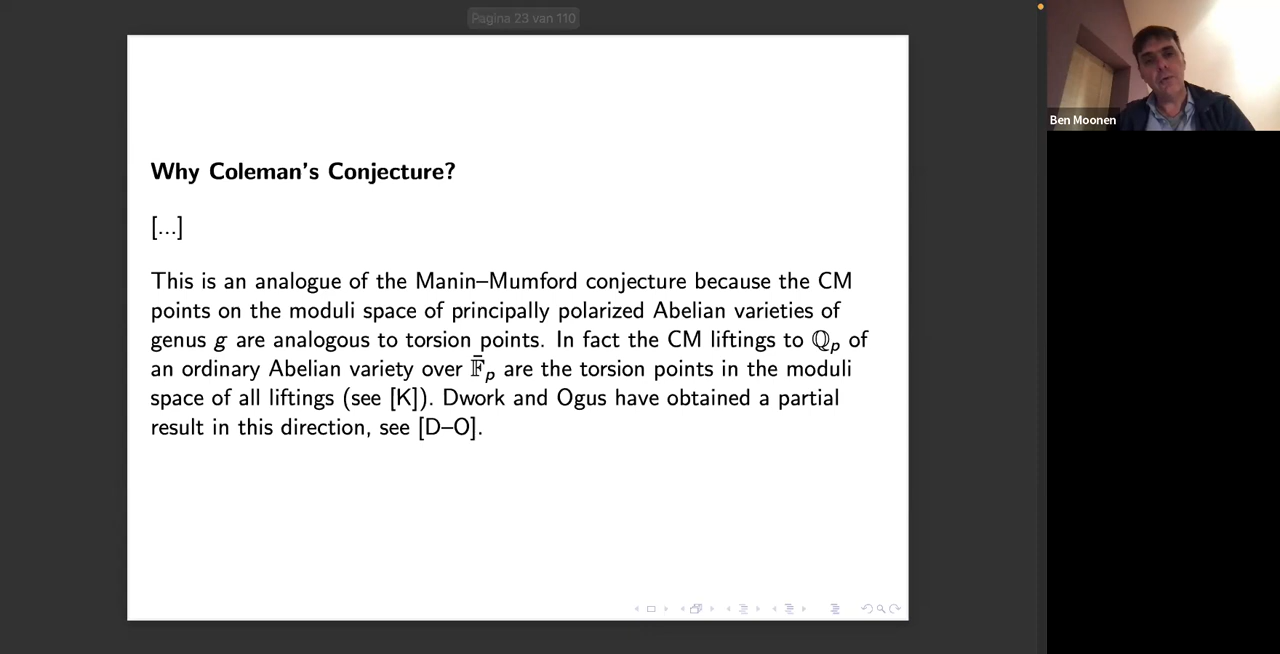 Pagina 23 van 110
Why Coleman's Conjecture?
[...]
This is an analogue of the Manin–Mumford conjecture because the CM
points on the moduli space of principally polarized Abelian varieties of
genus g are analogous to torsion points. In fact the CM liftings to ℚₚ of
an ordinary Abelian variety over 𝔽̄ₚ are the torsion points in the moduli
space of all liftings (see [K]). Dwork and Ogus have obtained a partial
result in this direction, see [D–O].
Ben Moonen